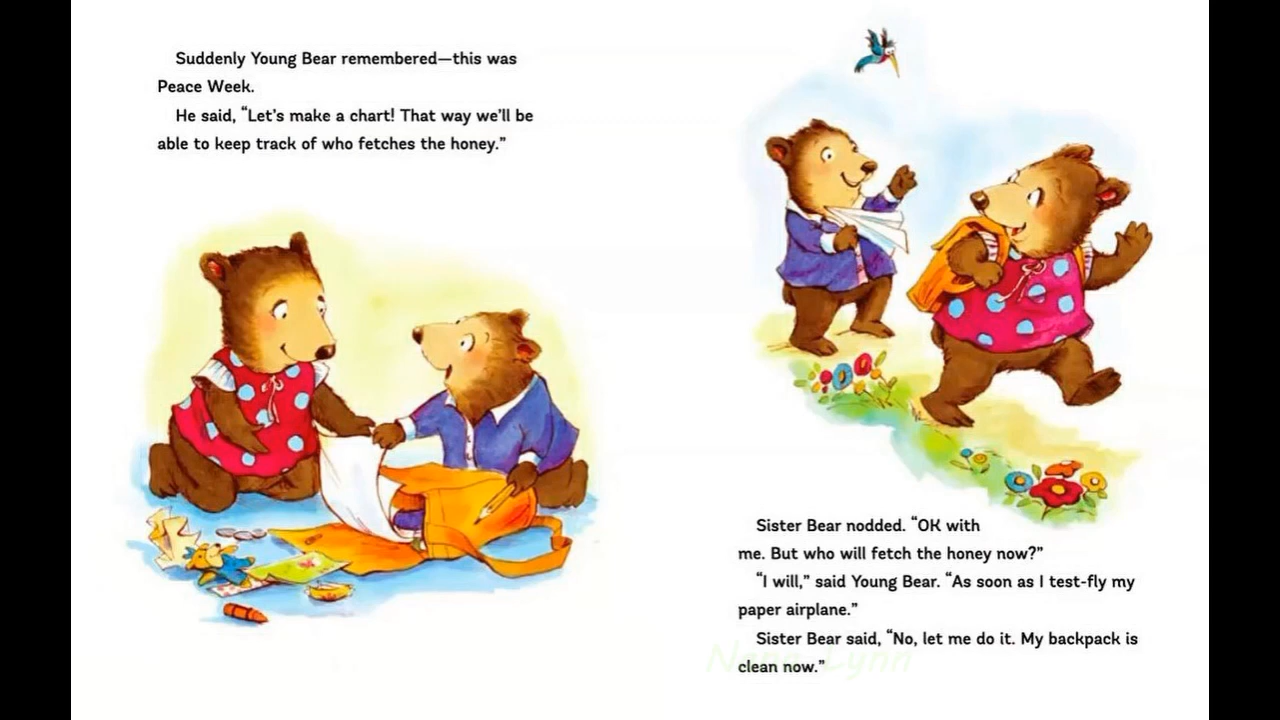 Suddenly Young Bear remembered—this was
Peace Week.
He said, “Let’s make a chart! That way we’ll be
able to keep track of who fetches the honey.”
Sister Bear nodded. “OK with
me. But who will fetch the honey now?”
“I will,” said Young Bear. “As soon as I test-fly my
paper airplane.”
Sister Bear said, “No, let me do it. My backpack is
clean now.”
Lynn